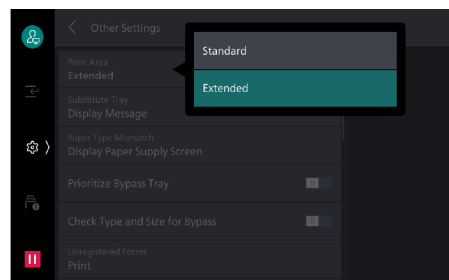 Other Settings
Standard
Extended
Print Area
Extended
Substitute Tray
Display Message
Paper Type Mismatch
Display Paper Supply Screen
Prioritize Bypass Tray
Check Type and Size for Bypass
Unregistered Forms
Print